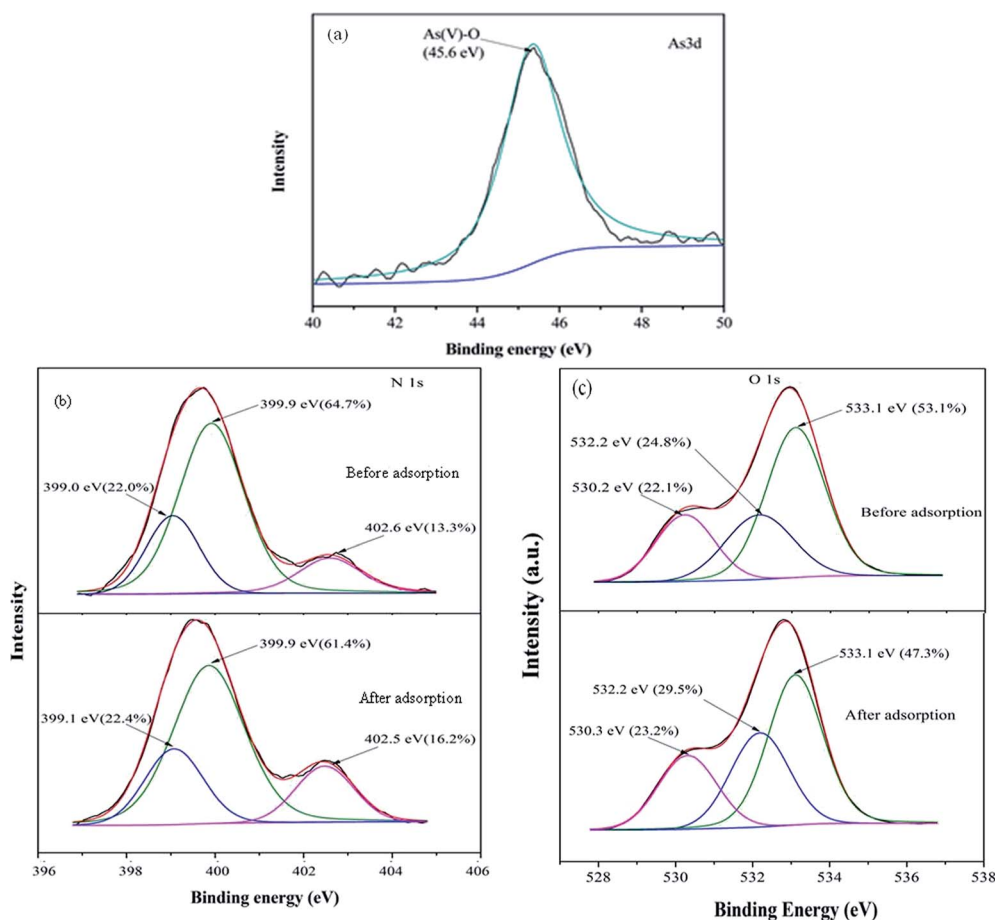 (a)
As(V)-O
(45.6 eV)
As3d
Intensity
40 42 44 46 48 50
Binding energy (eV)
(b)
N 1s
399.9 eV(64.7%)
Before adsorption
399.0 eV(22.0%)
402.6 eV(13.3%)
399.9 eV(61.4%)
After adsorption
399.1 eV(22.4%)
402.5 eV(16.2%)
Intensity
396 398 400 402 404 406
Binding energy (eV)
(c)
O 1s
533.1 eV (53.1%)
532.2 eV (24.8%)
530.2 eV (22.1%)
Before adsorption
533.1 eV (47.3%)
532.2 eV (29.5%)
After adsorption
530.3 eV (23.2%)
Intensity (a.u.)
528 530 532 534 536 538
Binding Energy (eV)